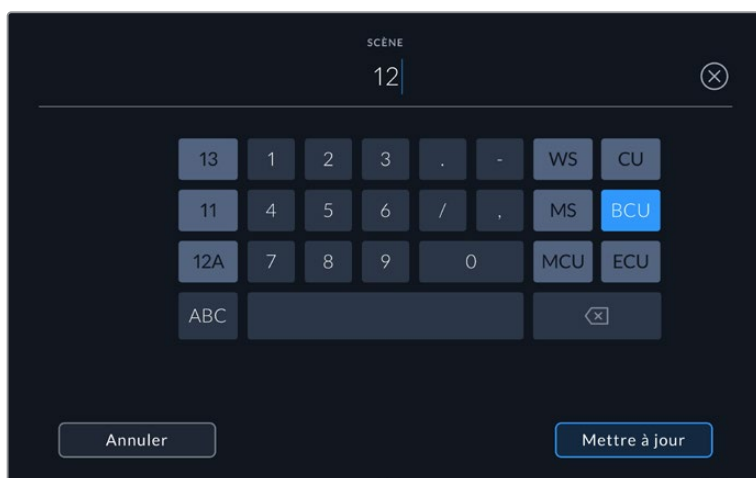 SCÈNE
12
13 1 2 3 . - WS CU
11 4 5 6 / , MS BCU
12A 7 8 9 0 MCU ECU
ABC
Annuler Mettre à jour